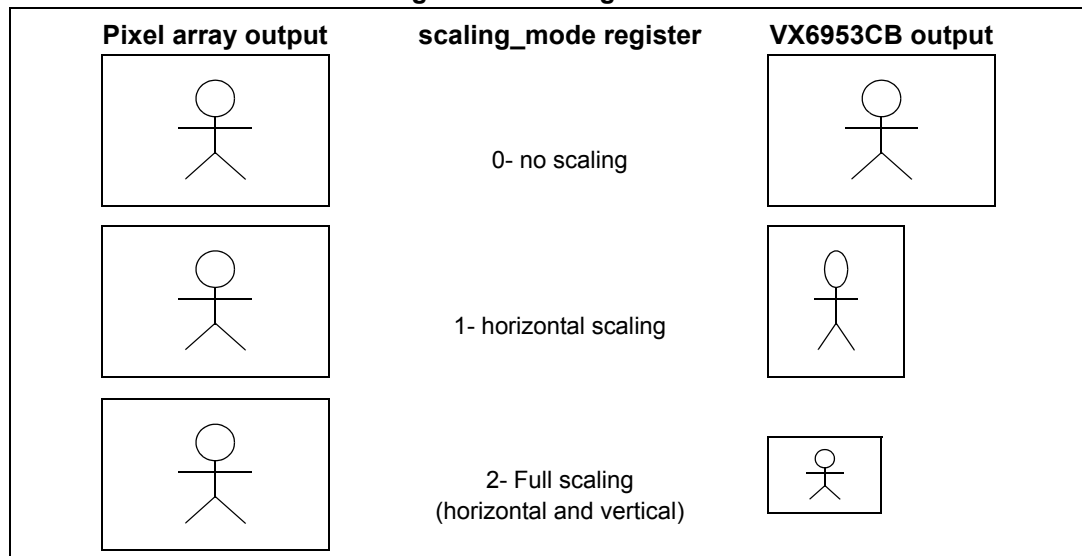 Pixel array output scaling_mode register VX6953CB output
0- no scaling
1- horizontal scaling
2- Full scaling
(horizontal and vertical)